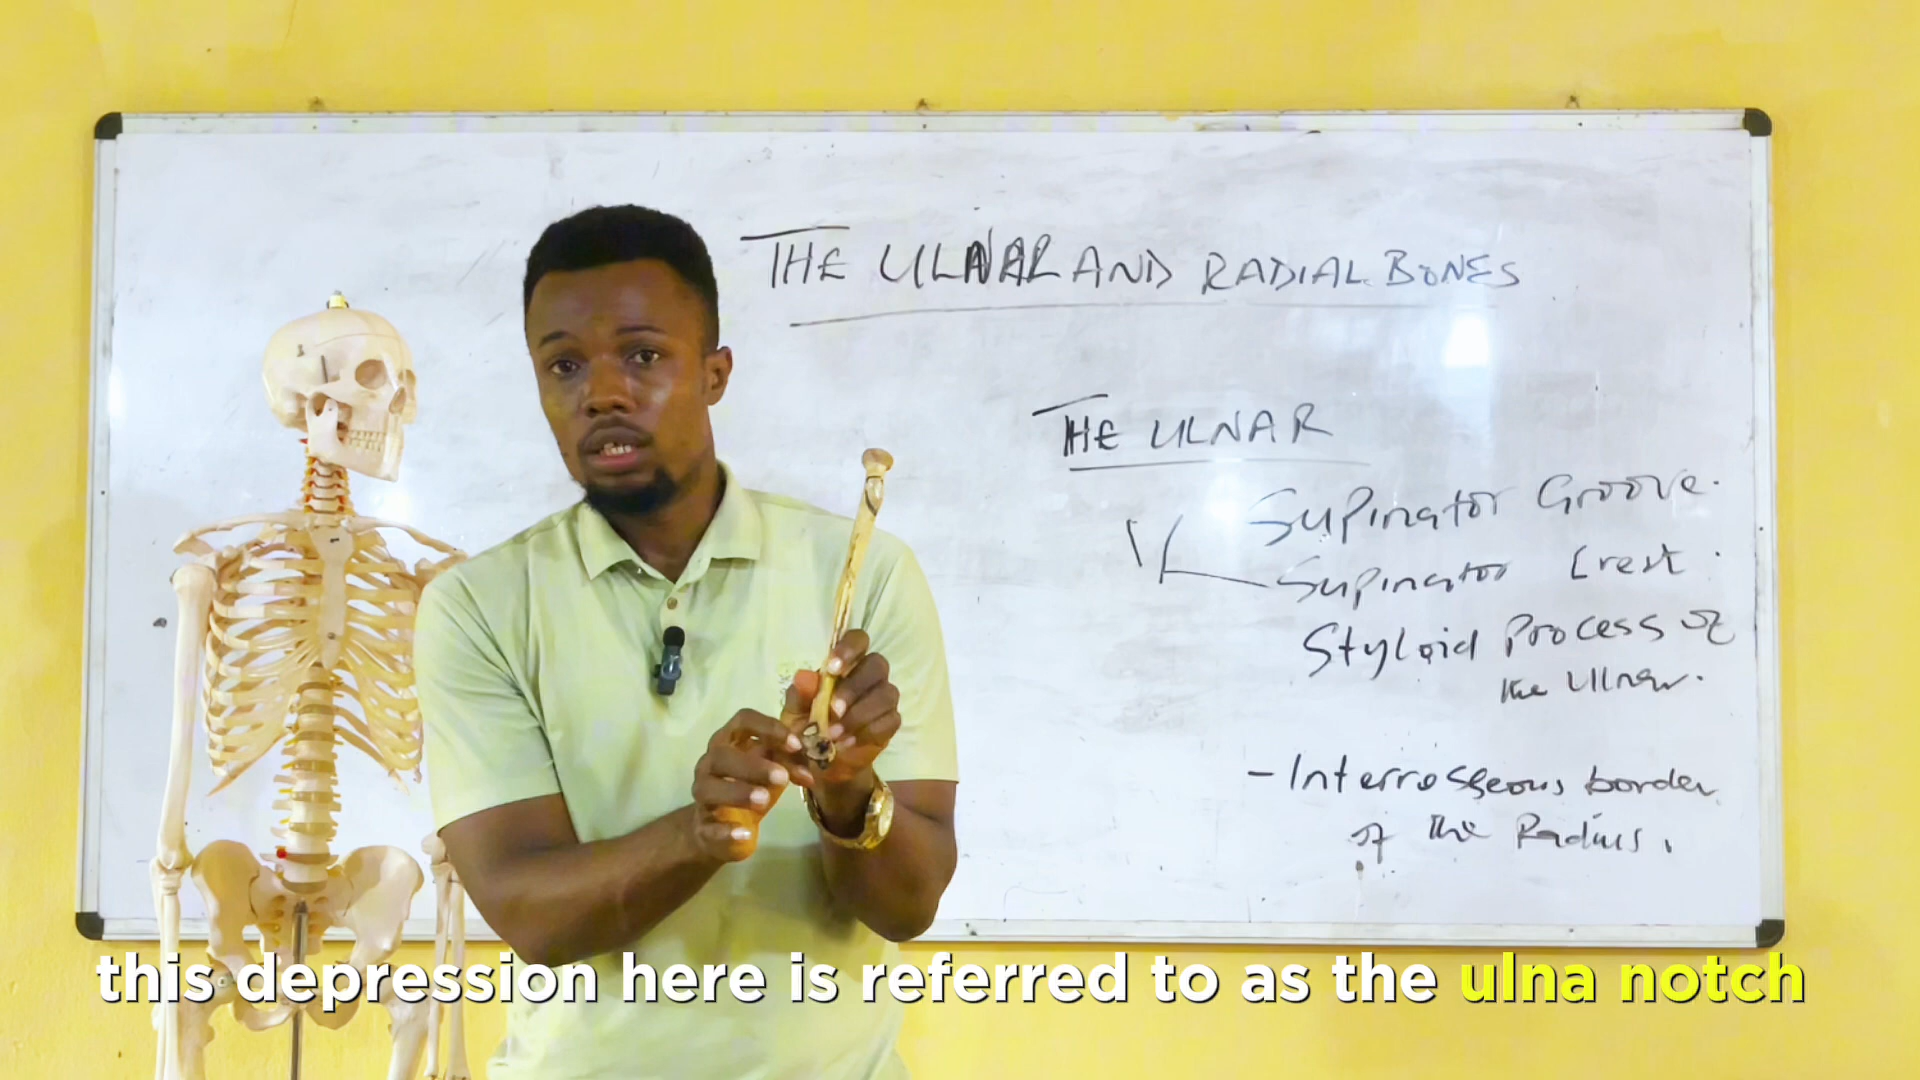 THE ULNAR AND RADIAL BONES
THE ULNAR
Supinator Groove.
Supinator Crest.
Styloid Process of
the Ulnar.
- Interrosseous border
of the Radius.
this depression here is referred to as the ulna notch